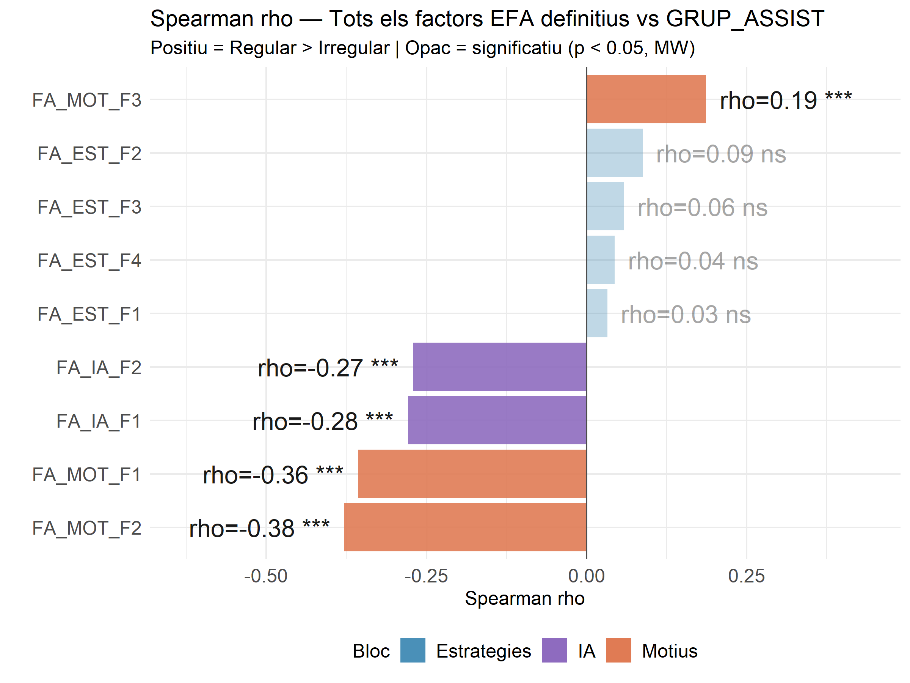 Spearman rho — Tots els factors EFA definitius vs GRUP_ASSIST
Positiu = Regular > Irregular | Opac = significatiu (p < 0.05, MW)
FA_MOT_F3 rho=0.19 ***
FA_EST_F2 rho=0.09 ns
FA_EST_F3 rho=0.06 ns
FA_EST_F4 rho=0.04 ns
FA_EST_F1 rho=0.03 ns
FA_IA_F2 rho=-0.27 ***
FA_IA_F1 rho=-0.28 ***
FA_MOT_F1 rho=-0.36 ***
FA_MOT_F2 rho=-0.38 ***
-0.50 -0.25 0.00 0.25
Spearman rho
Bloc Estrategies IA Motius